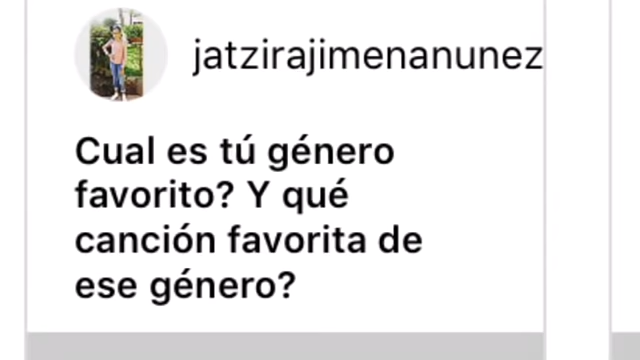 jatzirajimenanunez
Cual es tú género
favorito? Y qué
canción favorita de
ese género?